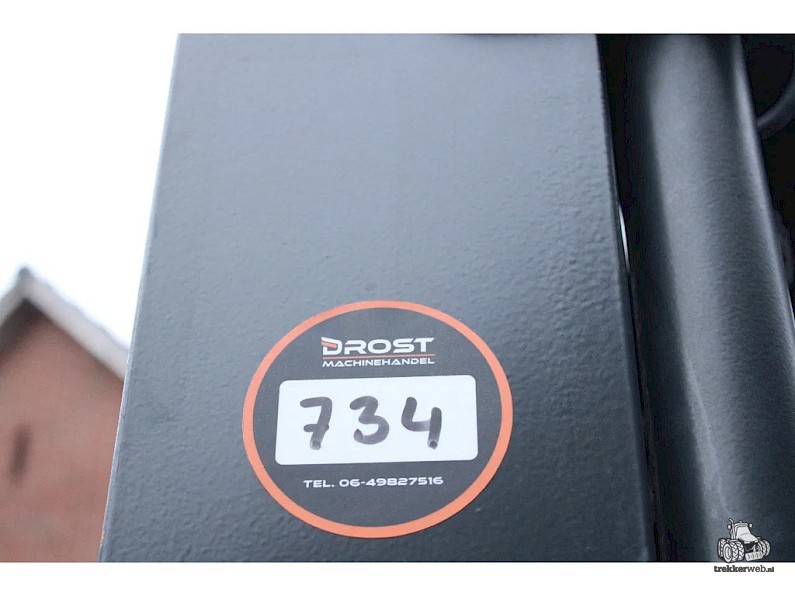 DROST
MACHINEHANDEL
734
TEL. 06-49827516
trekkerweb.nl